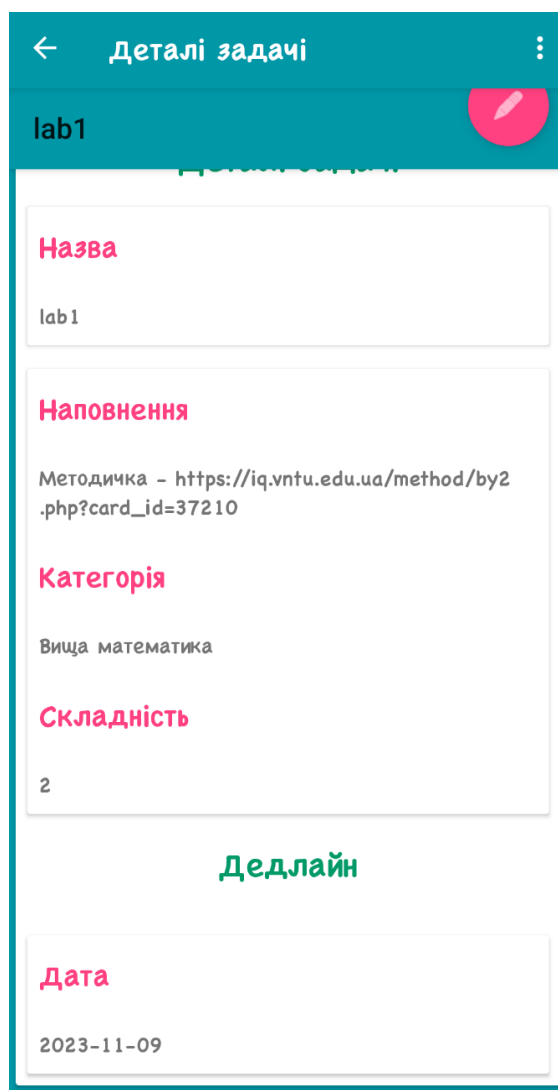 Деталі задачі
lab1
Назва
lab1
Наповнення
Методичка - https://iq.vntu.edu.ua/method/by2
.php?card_id=37210
Категорія
Вища математика
Складність
2
Дедлайн
Дата
2023-11-09